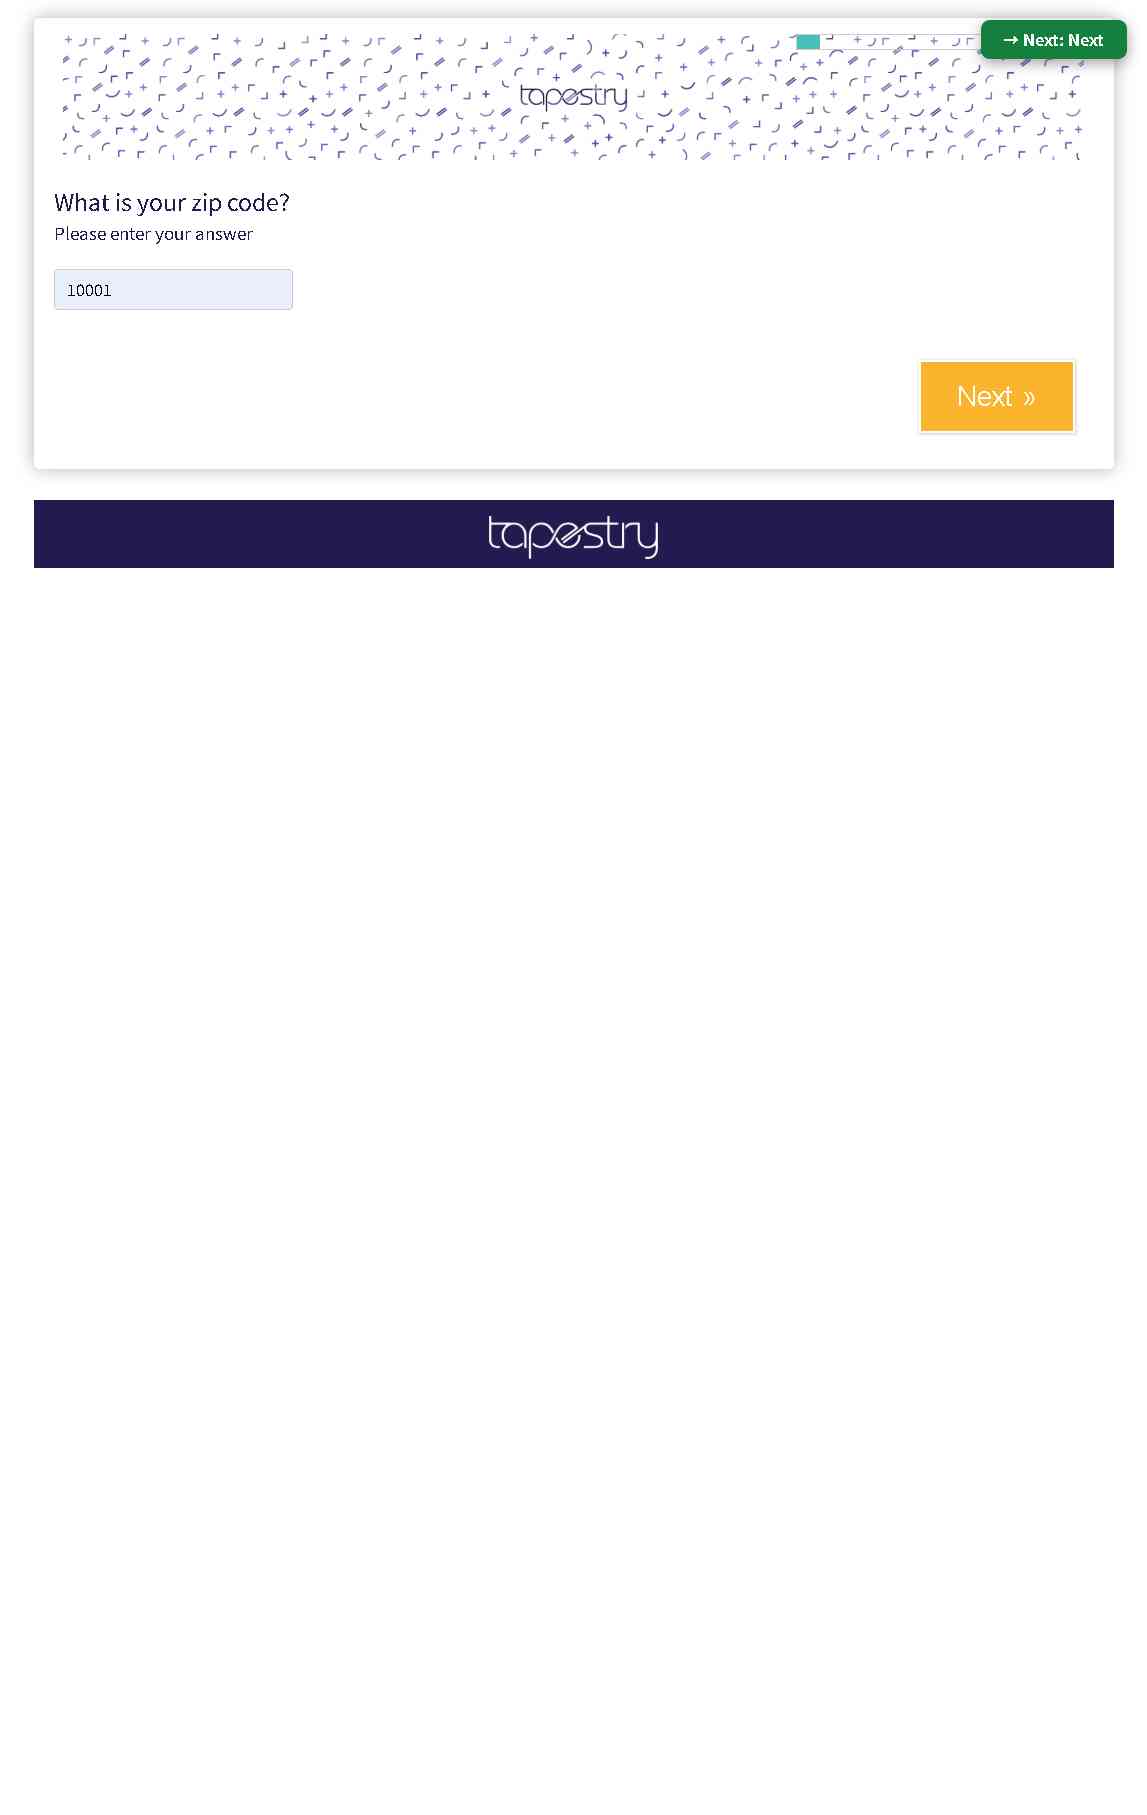 → Next: Next
tapestry
What is your zip code?
Please enter your answer
10001
Next »
tapestry